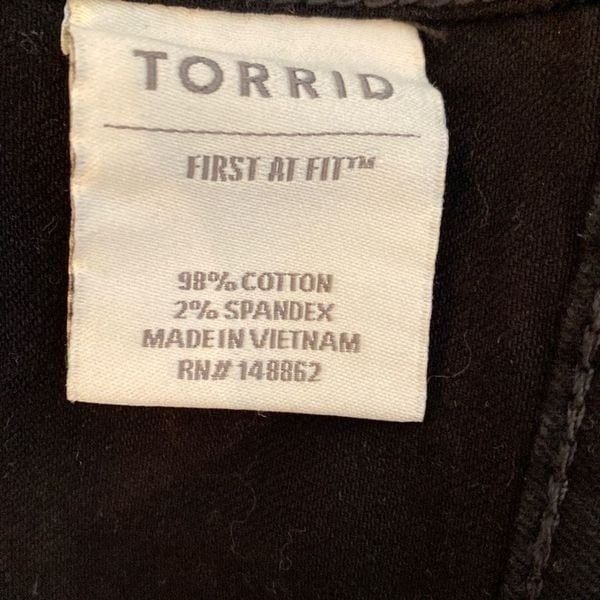 TORRID
FIRST AT FIT™
98% COTTON
2% SPANDEX
MADE IN VIETNAM
RN# 148862